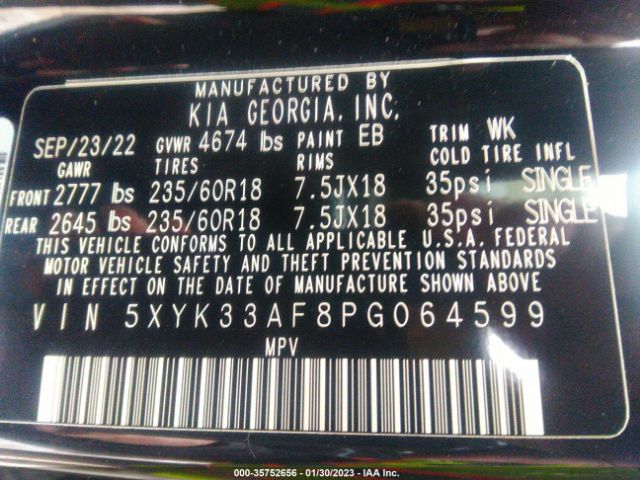 MANUFACTURED BY
KIA GEORGIA, INC.
SEP/23/22 GVWR 4674 lbs PAINT EB TRIM WK
GAWR TIRES RIMS COLD TIRE INFL
FRONT 2777 lbs 235/60R18 7.5JX18 35psi SINGLE
REAR 2645 lbs 235/60R18 7.5JX18 35psi SINGLE
THIS VEHICLE CONFORMS TO ALL APPLICABLE U.S.A. FEDERAL
MOTOR VEHICLE SAFETY AND THEFT PREVENTION STANDARDS
IN EFFECT ON THE DATE OF MANUFACTURE SHOWN ABOVE
VIN 5XYK33AF8PG064599
MPV
000-35752656 - 01/30/2023 - IAA Inc.